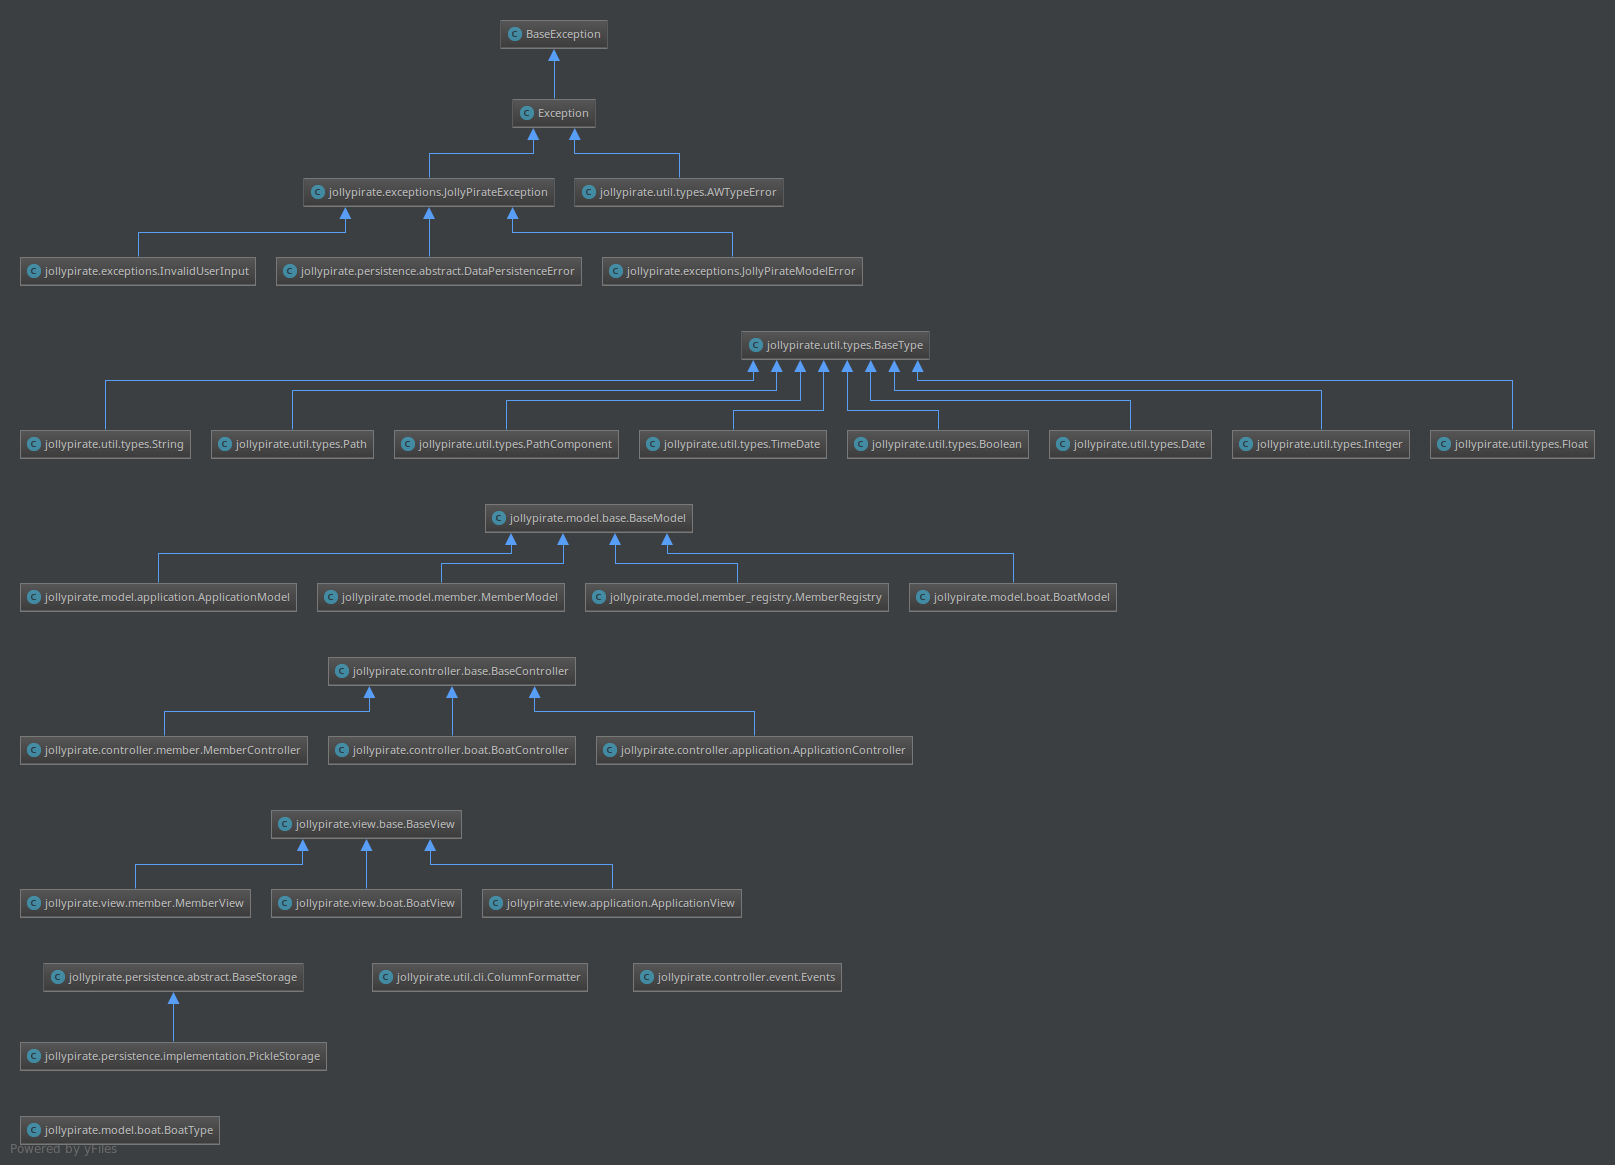 BaseException
Exception
jollypirate.exceptions.JollyPirateException
jollypirate.util.types.AWTypeError
jollypirate.exceptions.InvalidUserInput
jollypirate.persistence.abstract.DataPersistenceError
jollypirate.exceptions.JollyPirateModelError
jollypirate.util.types.BaseType
jollypirate.util.types.String
jollypirate.util.types.Path
jollypirate.util.types.PathComponent
jollypirate.util.types.TimeDate
jollypirate.util.types.Boolean
jollypirate.util.types.Date
jollypirate.util.types.Integer
jollypirate.util.types.Float
jollypirate.model.base.BaseModel
jollypirate.model.application.ApplicationModel
jollypirate.model.member.MemberModel
jollypirate.model.member_registry.MemberRegistry
jollypirate.model.boat.BoatModel
jollypirate.controller.base.BaseController
jollypirate.controller.member.MemberController
jollypirate.controller.boat.BoatController
jollypirate.controller.application.ApplicationController
jollypirate.view.base.BaseView
jollypirate.view.member.MemberView
jollypirate.view.boat.BoatView
jollypirate.view.application.ApplicationView
jollypirate.persistence.abstract.BaseStorage
jollypirate.util.cli.ColumnFormatter
jollypirate.controller.event.Events
jollypirate.persistence.implementation.PickleStorage
jollypirate.model.boat.BoatType
Powered by yFiles